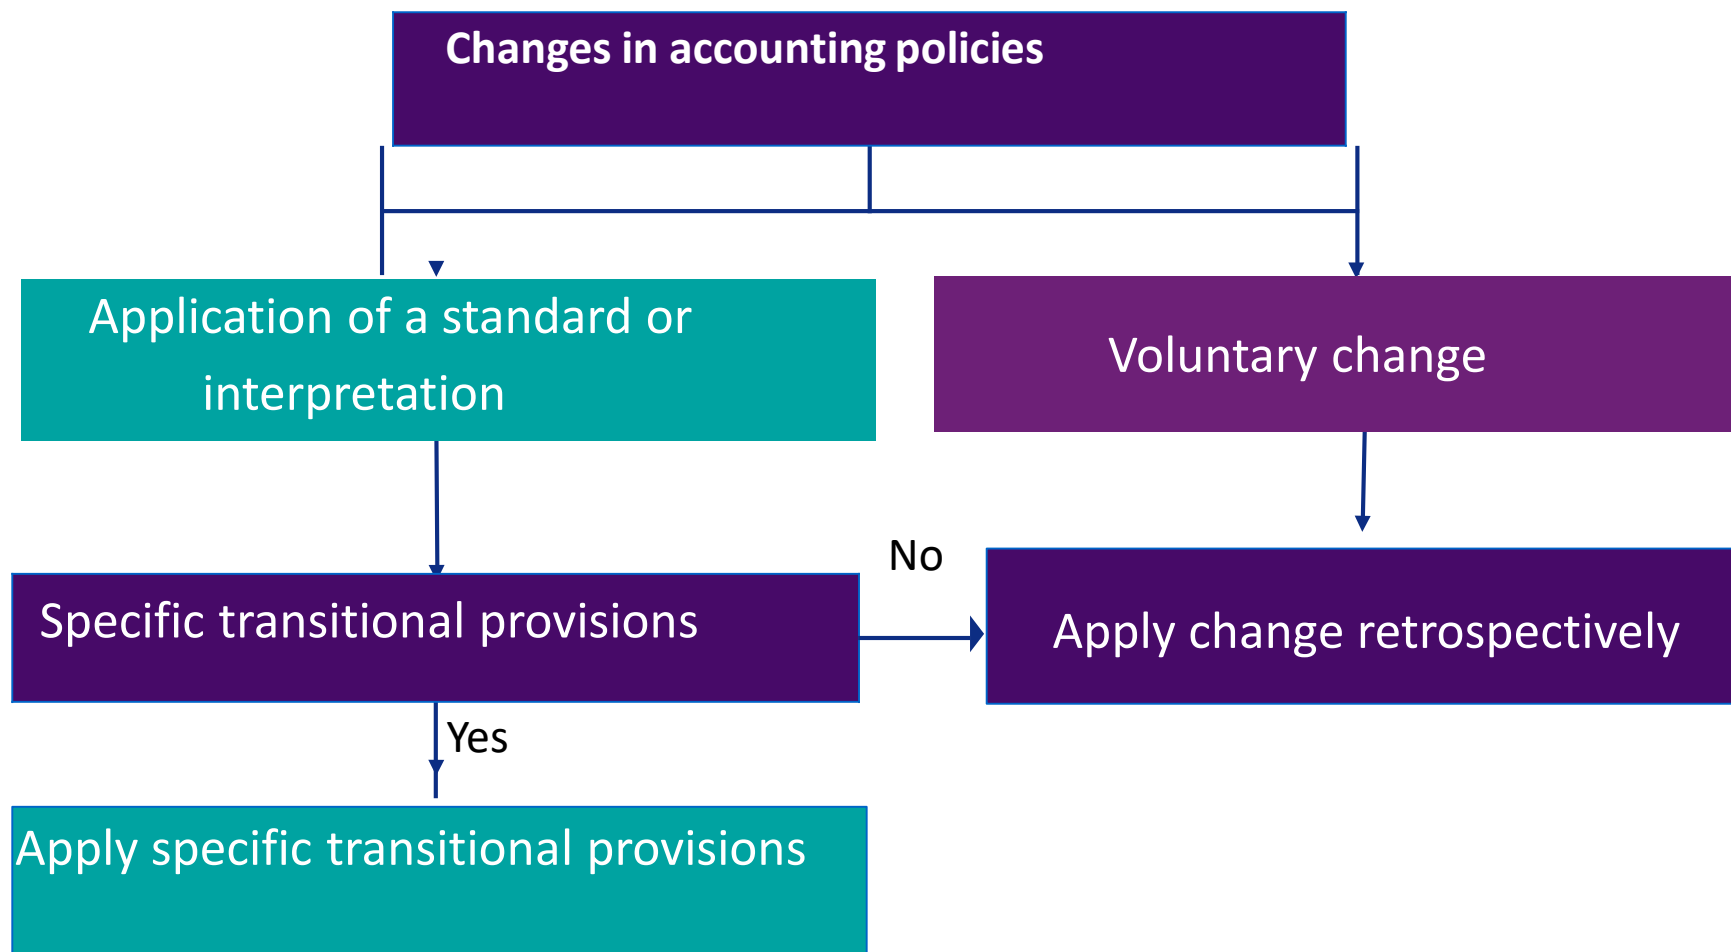 Changes in accounting policies
Application of a standard or
interpretation
Voluntary change
No
Specific transitional provisions
Apply change retrospectively
Yes
Apply specific transitional provisions